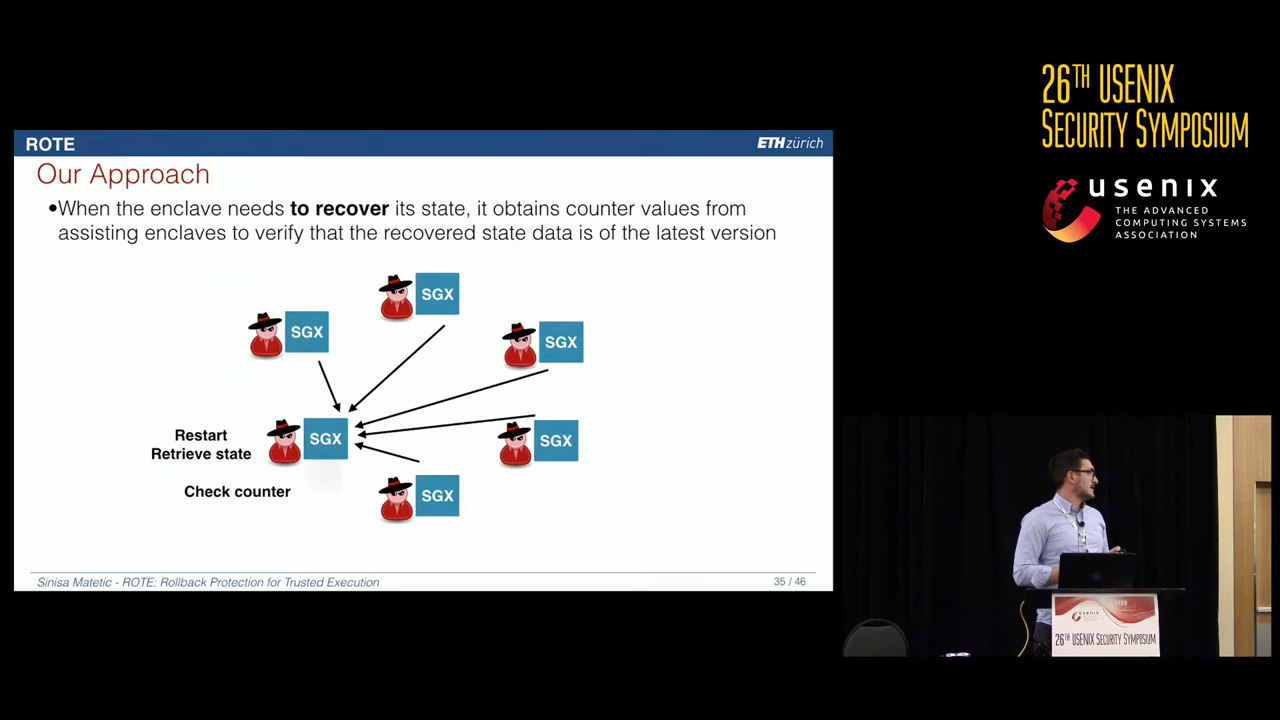 26TH USENIX
SECURITY SYMPOSIUM
usenix
THE ADVANCED
COMPUTING SYSTEMS
ASSOCIATION
ROTE
ETH zürich
Our Approach
•When the enclave needs to recover its state, it obtains counter values from
assisting enclaves to verify that the recovered state data is of the latest version
SGX
SGX
SGX
Restart
Retrieve state
SGX
SGX
Check counter
SGX
Sinisa Matetic - ROTE: Rollback Protection for Trusted Execution
35 / 46
usenix
26TH USENIX SECURITY SYMPOSIUM